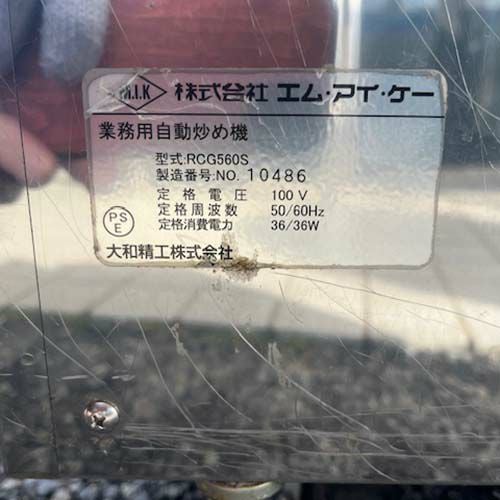 M.I.K 株式会社 エム・アイ・ケー
業務用自動炒め機
型式:RCG560S
製造番号:NO. 10486
定格電圧 100 V
定格周波数 50/60Hz
定格消費電力 36/36W
PS
E
大和精工株式会社